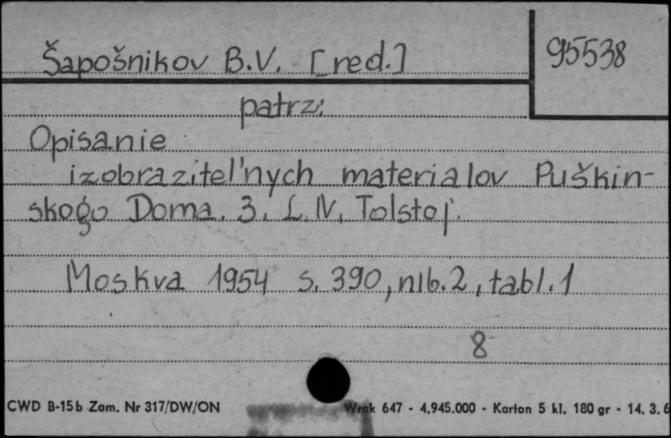 Šapošnikov B.V. [red.]
95538
patrz:
Opisanie
izobrazitel'nych materialov Puškin-
skogo Doma. 3. L.N. Tolstoj.
Moskva 1954 s. 390, nlb. 2, tabl. 1
8
CWD B-15b Zam. Nr 317/DW/ON
Wrak 647 - 4.945.000 - Karton 5 kl. 180 gr - 14. 3. 6